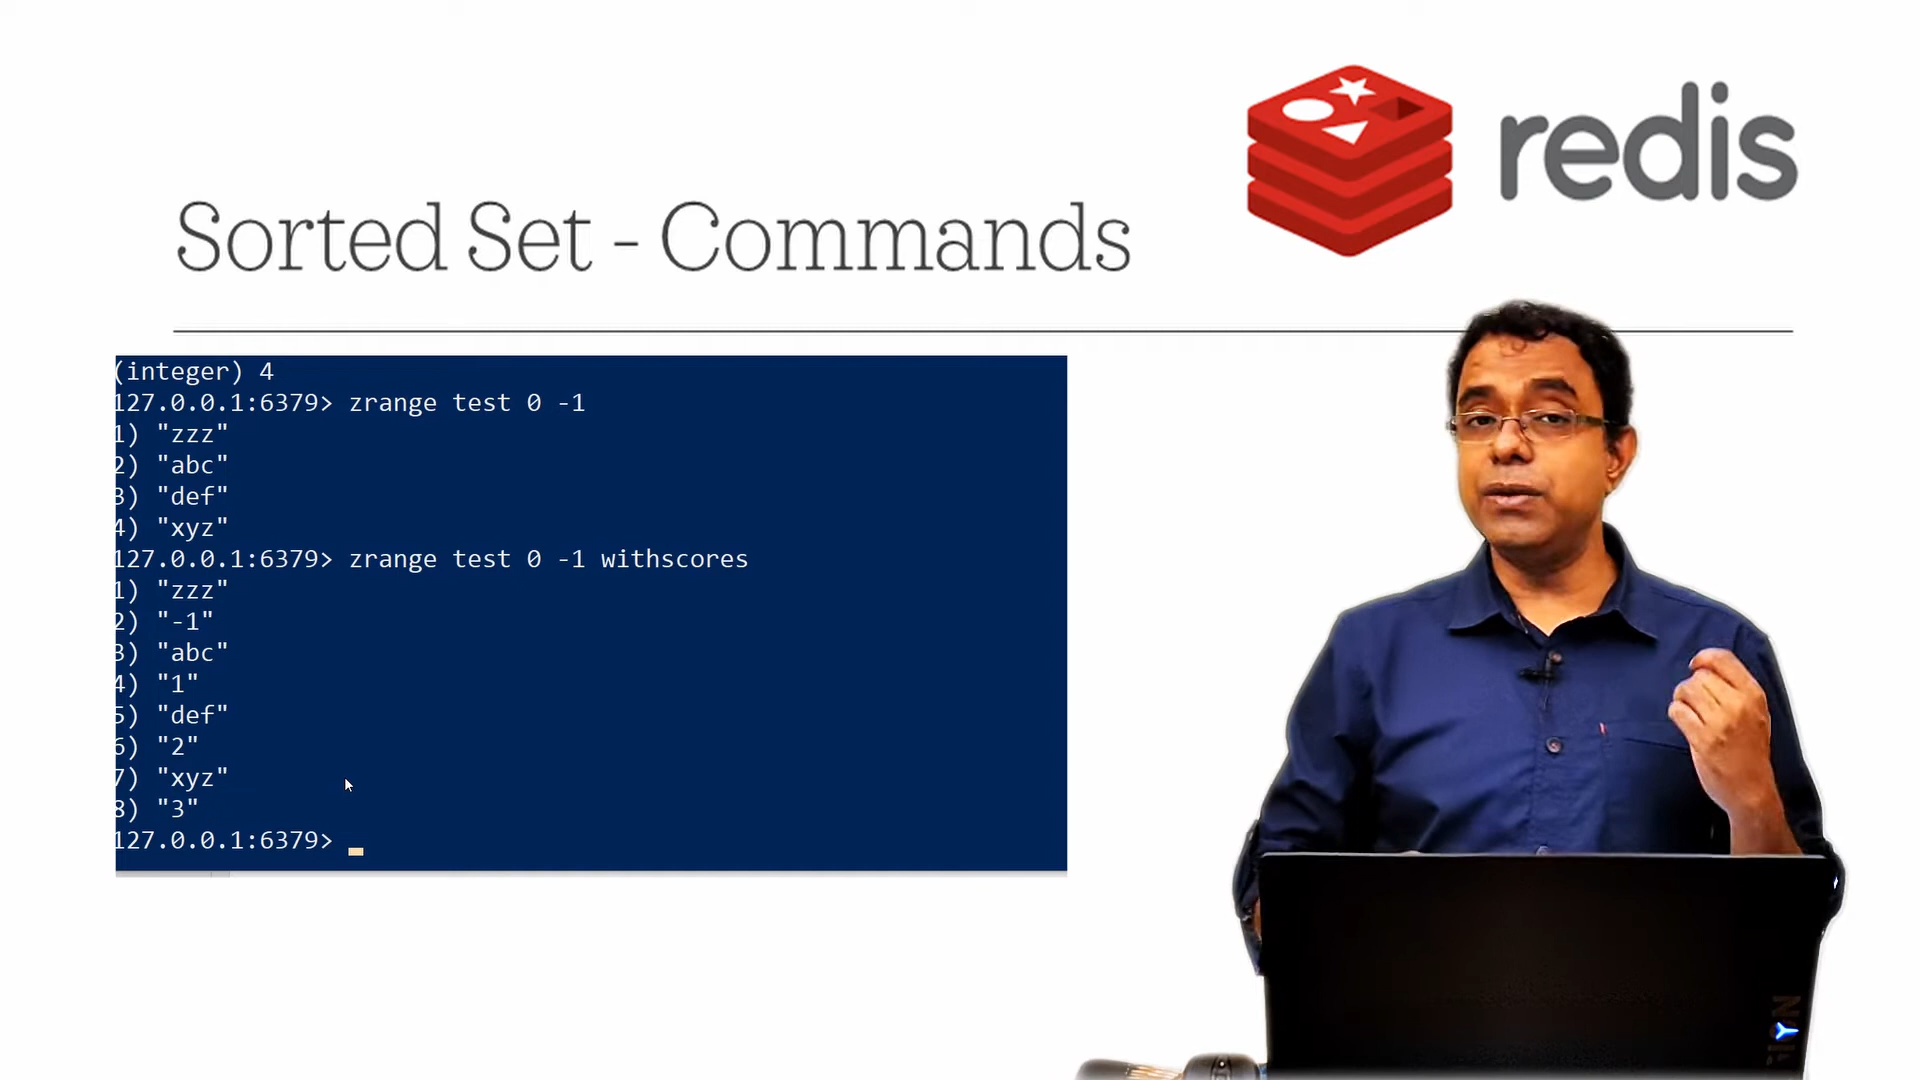 redis
Sorted Set - Commands
(integer) 4
127.0.0.1:6379> zrange test 0 -1
1) "zzz"
2) "abc"
3) "def"
4) "xyz"
127.0.0.1:6379> zrange test 0 -1 withscores
1) "zzz"
2) "-1"
3) "abc"
4) "1"
5) "def"
6) "2"
7) "xyz"
8) "3"
127.0.0.1:6379>